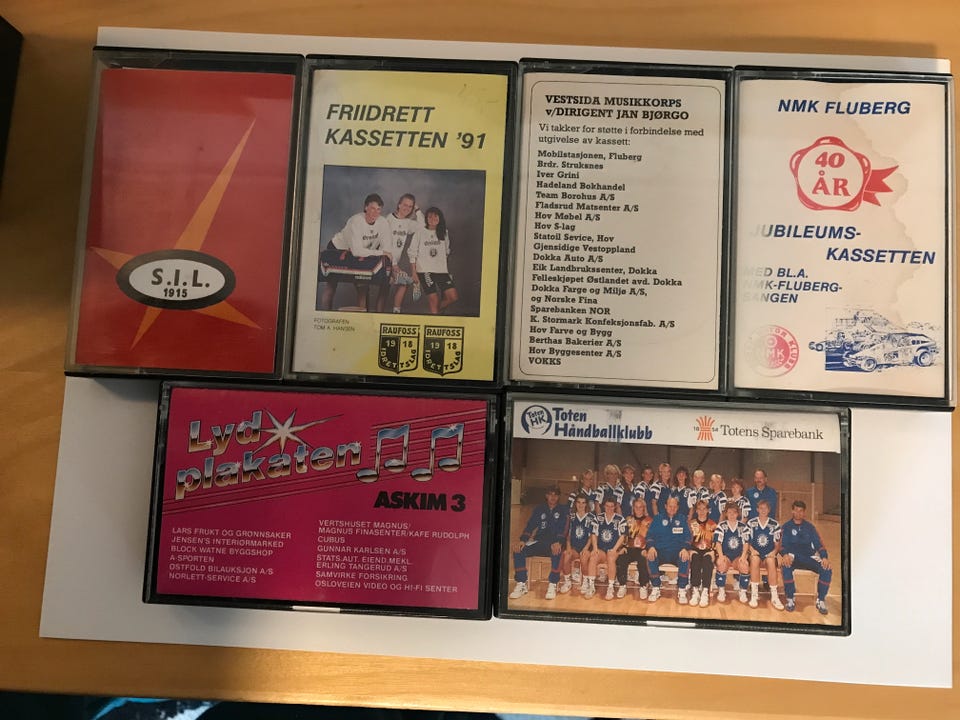 S.I.L.
1915
FRIIDRETT
KASSETTEN '91
FOTOGRAFEN
TOM A. HANSEN
RAUFOSS
1918
IDRETTSLAG
RAUFOSS
1918
IDRETTSLAG
VESTSIDA MUSIKKORPS
v/DIRIGENT JAN BJØRGO
Vi takker for støtte i forbindelse med
utgivelse av kassett:
Mobilstasjonen, Fluberg
Brdr. Struksnes
Iver Grini
Hadeland Bokhandel
Team Borohus A/S
Fladsrud Matsenter A/S
Hov Møbel A/S
Hov S-lag
Statoil Sevice, Hov
Gjensidige Vestoppland
Dokka Auto A/S
Eik Landbrukssenter, Dokka
Felleskjøpet Østlandet avd. Dokka
Dokka Farge og Miljø A/S,
og Norske Fina
Sparebanken NOR
K. Stormark Konfeksjonsfab. A/S
Hov Farve og Bygg
Berthas Bakerier A/S
Hov Byggesenter A/S
VOKKS
NMK FLUBERG
40
ÅR
JUBILEUMS-
KASSETTEN
MED BL.A.
NMK-FLUBERG-
SANGEN
NMK
Lyd
plakaten
ASKIM 3
LARS FRUKT OG GRØNNSAKER
JENSEN'S INTERIØRMARKED
BLOCK WATNE BYGGSHOP
A-SPORTEN
ØSTFOLD BILAUKSJON A/S
NORLETT-SERVICE A/S
VERTSHUSET MAGNUS/
MAGNUS FINASENTER/KAFE RUDOLPH
CUBUS
GUNNAR KARLSEN A/S
STATS.AUT. EIEND.MEKL.
ERLING TANGERUD A/S
SAMVIRKE FORSIKRING
OSLOVEIEN VIDEO OG HI-FI SENTER
Toten
HK
Toten
Håndballklubb
1854
Totens Sparebank